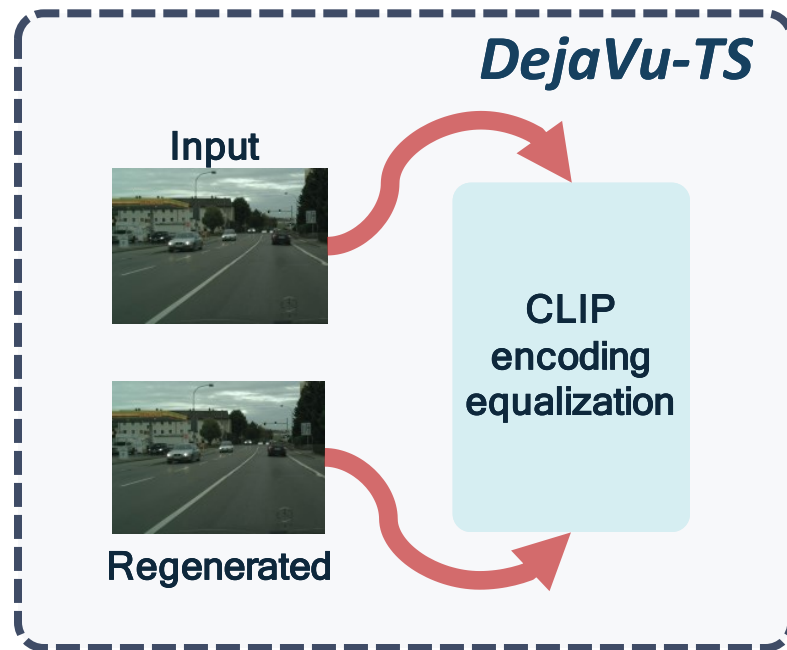 DejaVu-TS
Input
CLIP
encoding
equalization
Regenerated